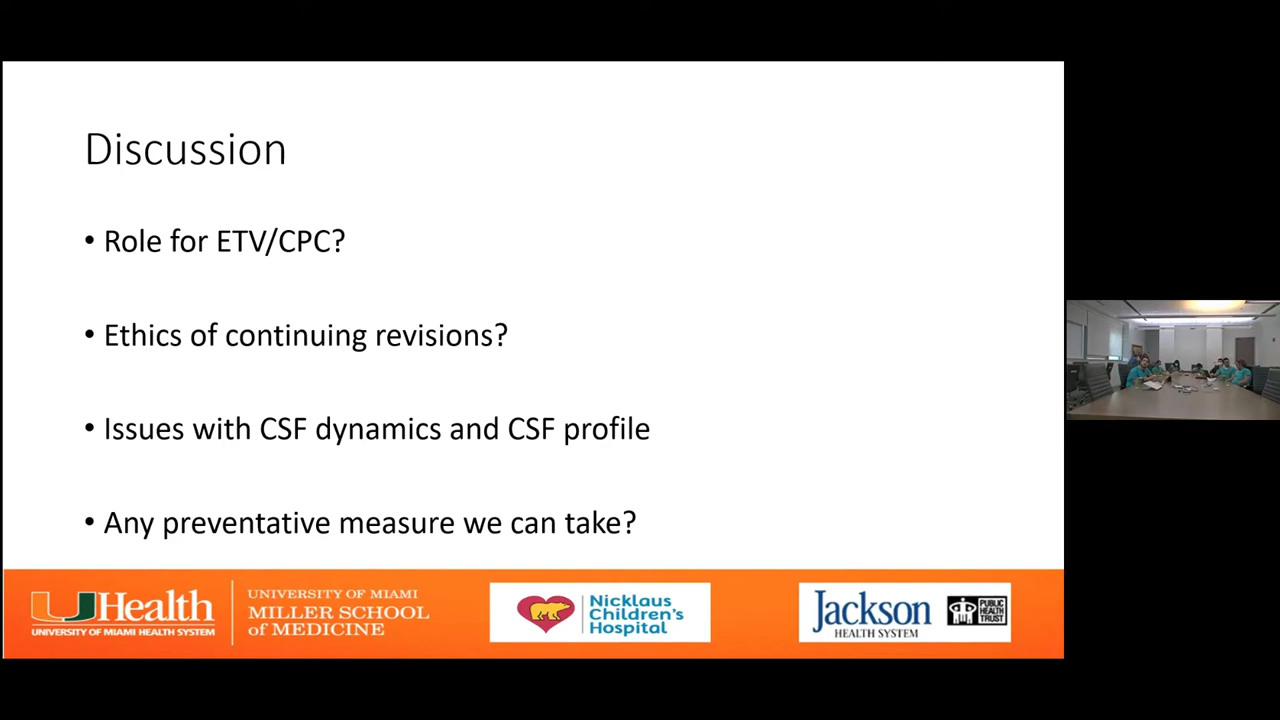 Discussion
• Role for ETV/CPC?
• Ethics of continuing revisions?
• Issues with CSF dynamics and CSF profile
• Any preventative measure we can take?
UHealth
UNIVERSITY OF MIAMI HEALTH SYSTEM
UNIVERSITY OF MIAMI
MILLER SCHOOL
of MEDICINE
Nicklaus
Children's
Hospital
Jackson
HEALTH SYSTEM
PUBLIC
HEALTH
TRUST